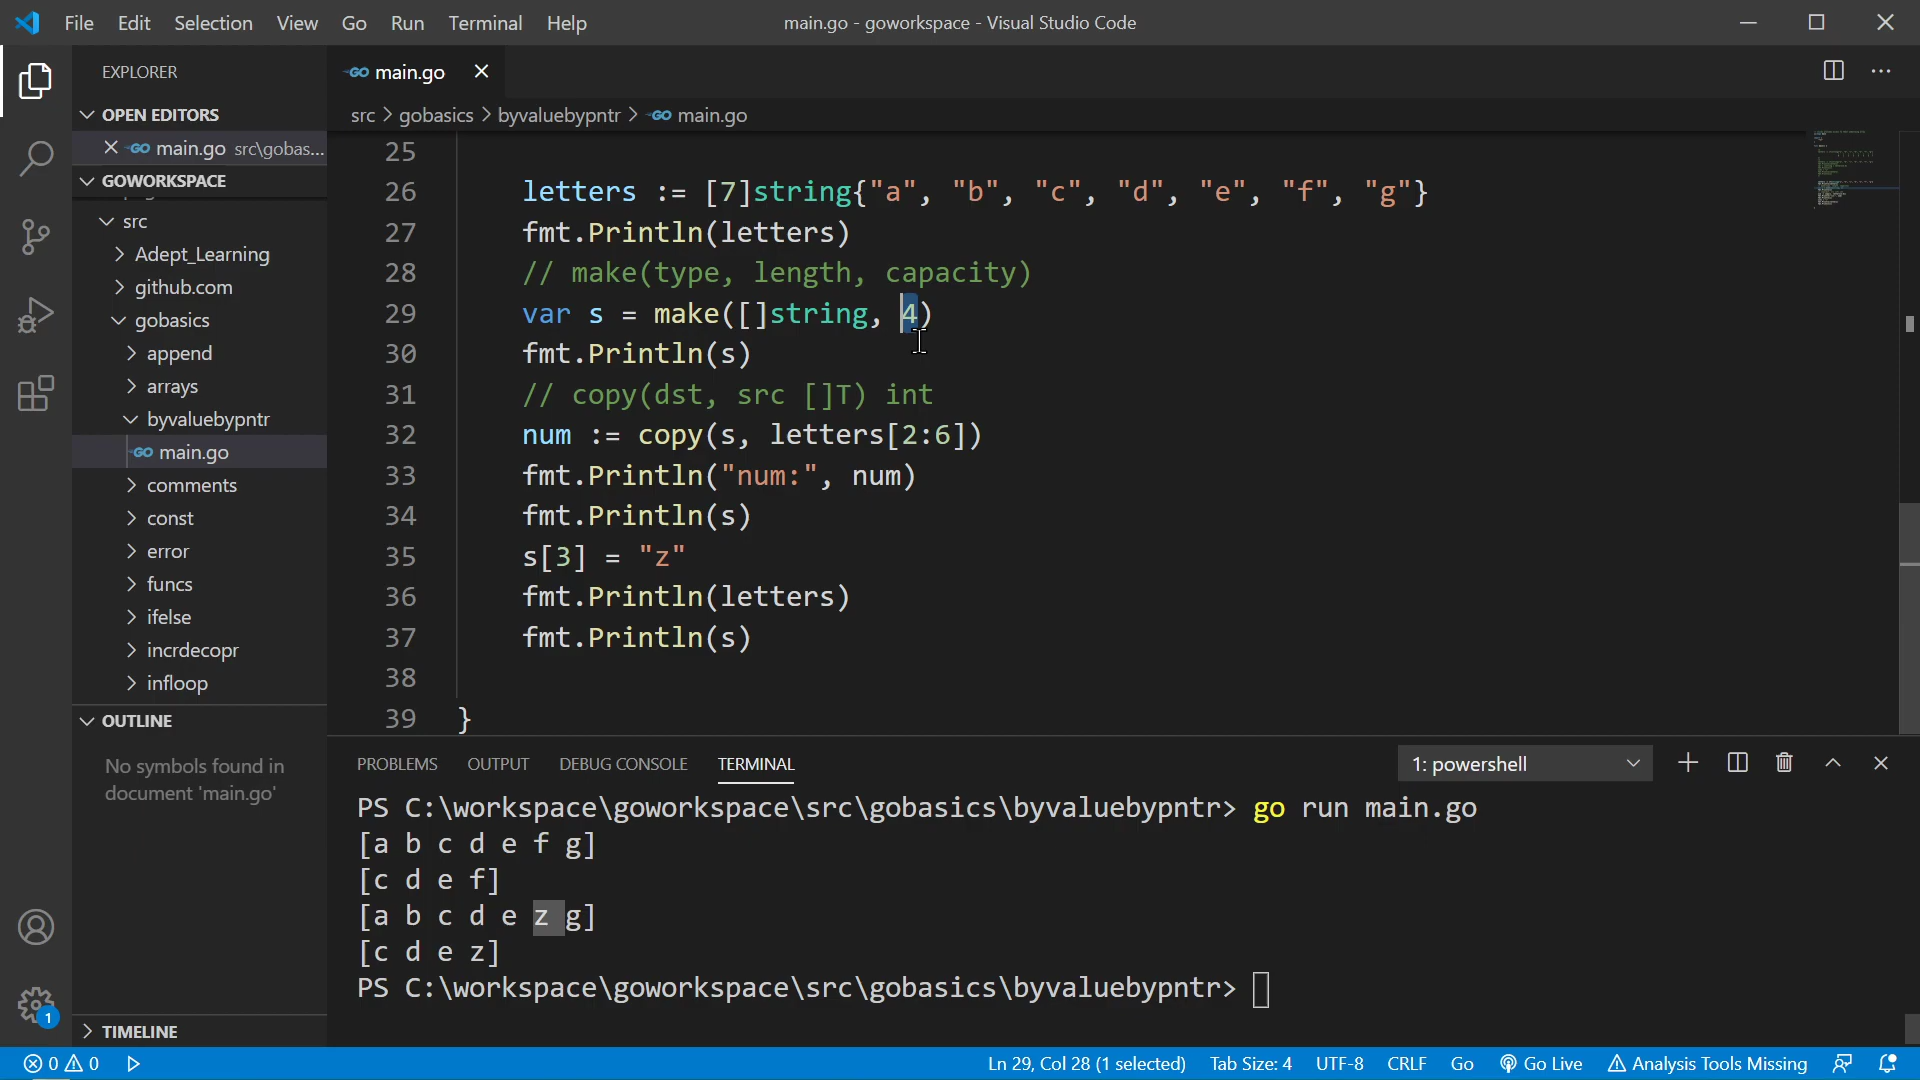 File Edit Selection View Go Run Terminal Help main.go - goworkspace - Visual Studio Code
EXPLORER
OPEN EDITORS
main.go src\gobas...
GOWORKSPACE
src
Adept_Learning
github.com
gobasics
append
arrays
byvaluebypntr
main.go
comments
const
error
funcs
ifelse
incrdecopr
infloop
OUTLINE
No symbols found in
document 'main.go'
TIMELINE
main.go
src > gobasics > byvaluebypntr > main.go
25
26 letters := [7]string{"a", "b", "c", "d", "e", "f", "g"}
27 fmt.Println(letters)
28 // make(type, length, capacity)
29 var s = make([]string, 4)
30 fmt.Println(s)
31 // copy(dst, src []T) int
32 num := copy(s, letters[2:6])
33 fmt.Println("num:", num)
34 fmt.Println(s)
35 s[3] = "z"
36 fmt.Println(letters)
37 fmt.Println(s)
38
39 }
PROBLEMS OUTPUT DEBUG CONSOLE TERMINAL 1: powershell
PS C:\workspace\goworkspace\src\gobasics\byvaluebypntr> go run main.go
[a b c d e f g]
[c d e f]
[a b c d e z g]
[c d e z]
PS C:\workspace\goworkspace\src\gobasics\byvaluebypntr>
1
0 0 Ln 29, Col 28 (1 selected) Tab Size: 4 UTF-8 CRLF Go Go Live Analysis Tools Missing